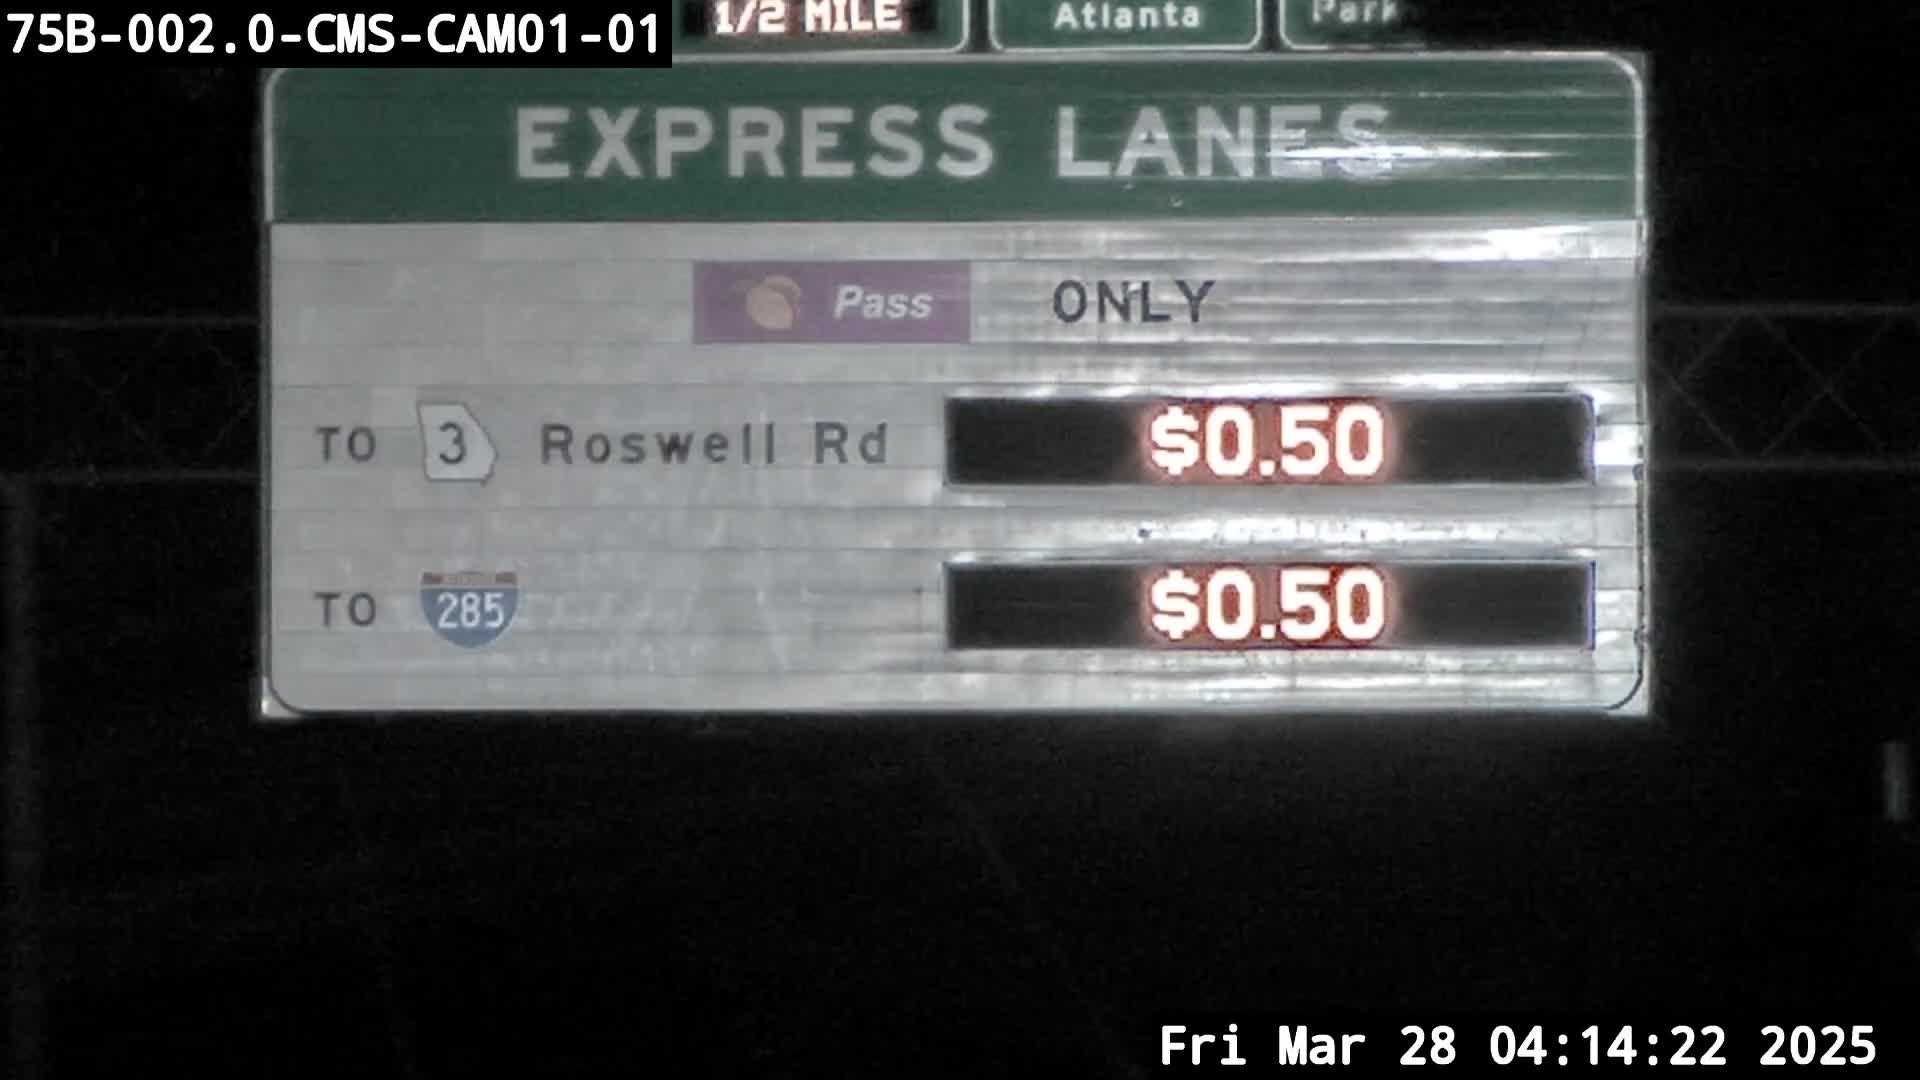 75B-002.0-CMS-CAM01-01
1/2 MILE
Atlanta
Park
EXPRESS LANES
Pass ONLY
TO 3 Roswell Rd $0.50
TO 285 $0.50
Fri Mar 28 04:14:22 2025